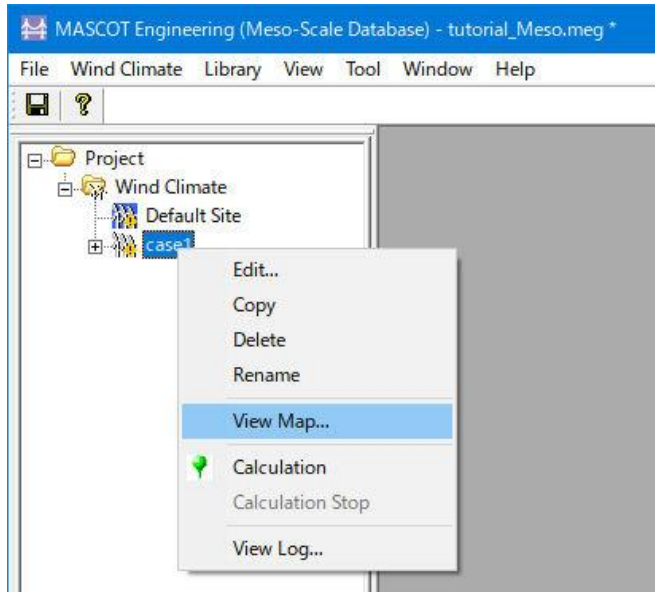 MASCOT Engineering (Meso-Scale Database) - tutorial_Meso.meg *
File Wind Climate Library View Tool Window Help
Project
Wind Climate
Default Site
case1
Edit...
Copy
Delete
Rename
View Map...
Calculation
Calculation Stop
View Log...